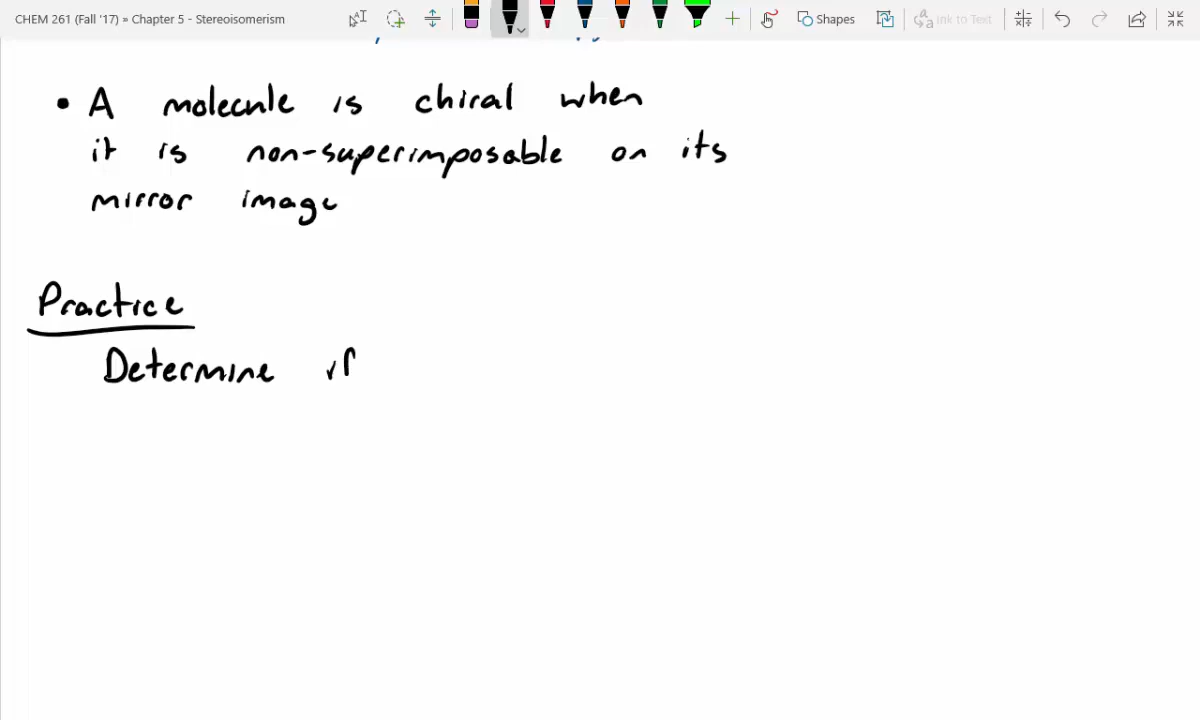 CHEM 261 (Fall '17) » Chapter 5 - Stereoisomerism
Shapes
Ink to Text
• A molecule is chiral when
it is non-superimposable on its
mirror image
Practice
Determine if